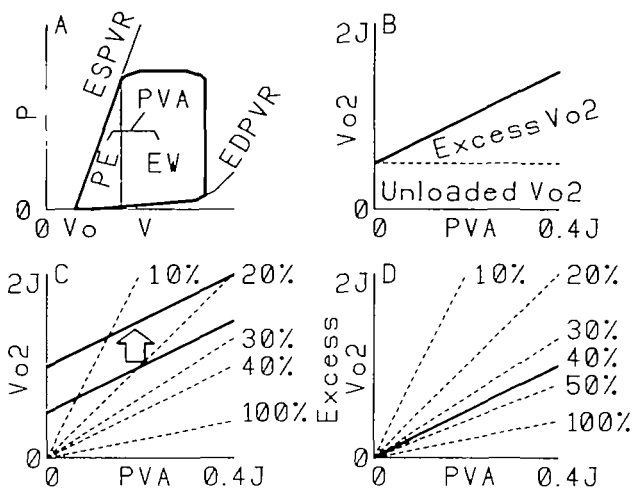 A
P
ESPVR
PVA
PE
EW
EDPVR
0
Vo
V
2J
B
Vo2
Excess Vo2
Unloaded Vo2
0
PVA
0.4J
2J
C
10%
20%
30%
40%
100%
Vo2
0
0
PVA
0.4J
2J
D
10%
20%
30%
40%
50%
100%
Excess
Vo2
0
0
PVA
0.4J